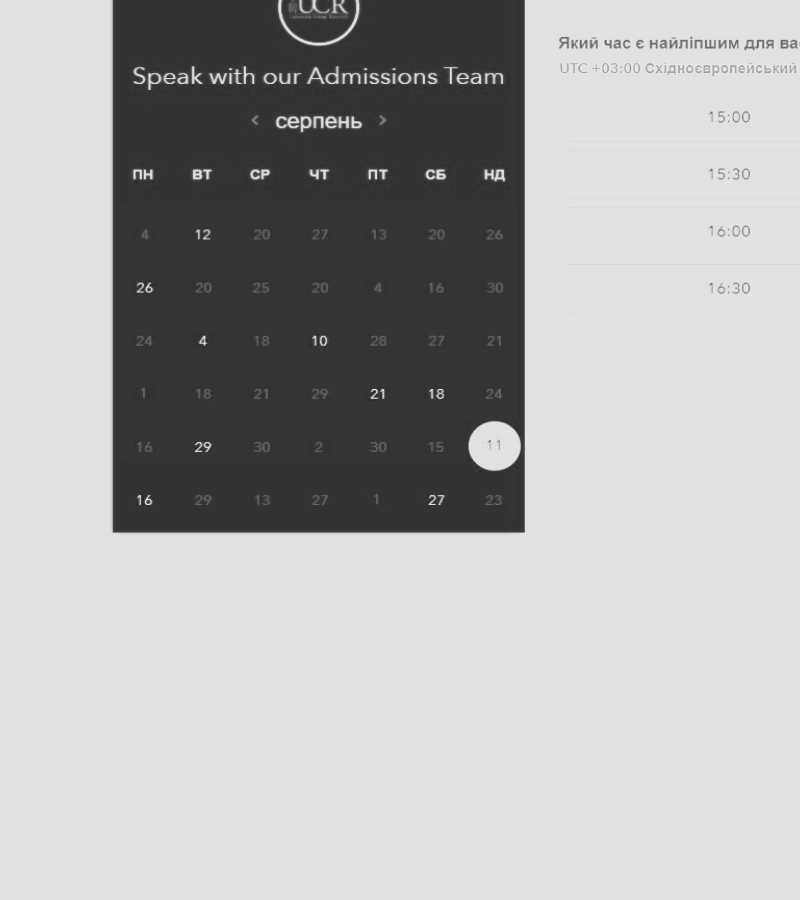 UCR
Speak with our Admissions Team
< серпень >
ПН ВТ СР ЧТ ПТ СБ НД
4 12 20 27 13 20 26
26 20 25 20 4 16 30
24 4 18 10 28 27 21
1 18 21 29 21 18 24
16 29 30 2 30 15 11
16 29 13 27 1 27 23
Який час є найліпшим для ва
UTC +03:00 Східноєвропейський
15:00
15:30
16:00
16:30